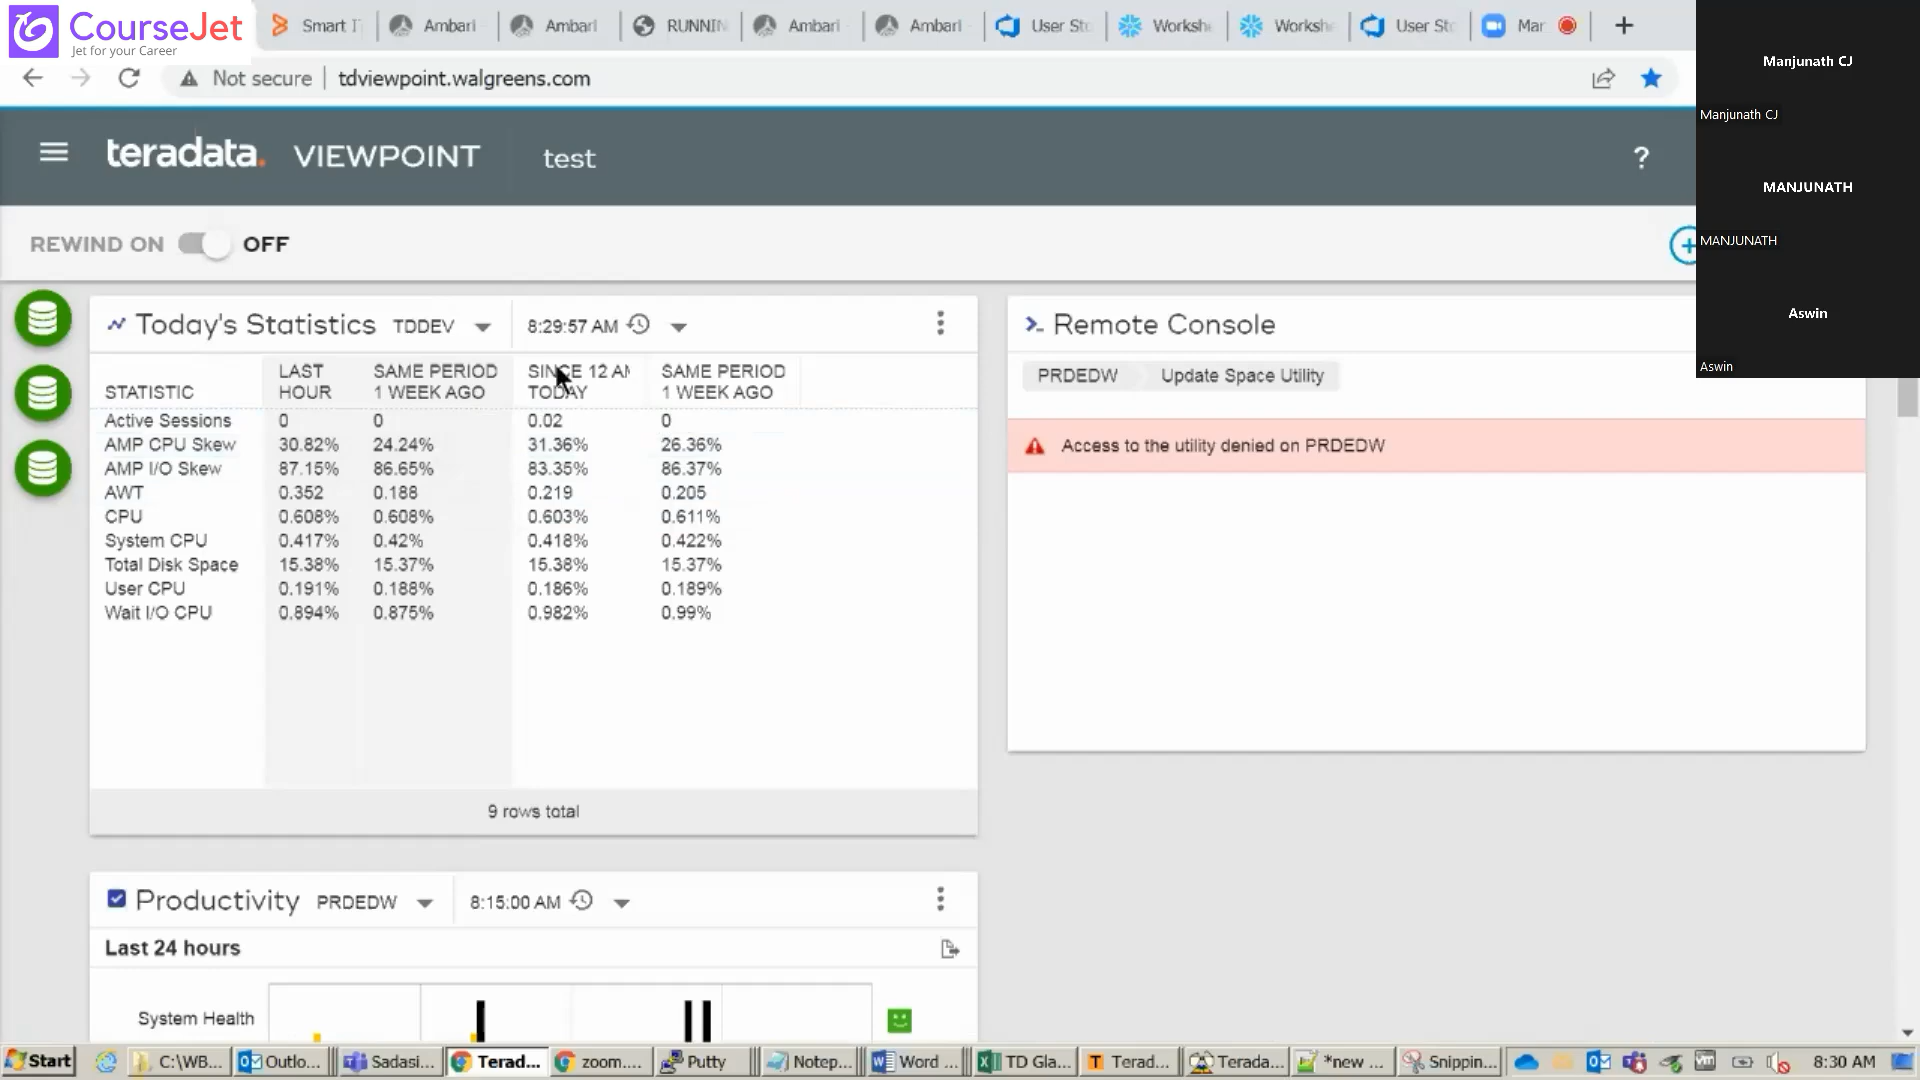 CourseJet
Jet for your Career
Smart I
Ambari
Ambari
RUNNIN
Ambari
Ambari
User Sto
Workshe
Workshe
User Sto
Mar
Not secure
tdviewpoint.walgreens.com
teradata. VIEWPOINT test ?
REWIND ON OFF
Manjunath CJ
Manjunath CJ
MANJUNATH
MANJUNATH
Aswin
Aswin
Today's Statistics TDDEV 8:29:57 AM
STATISTIC LAST HOUR SAME PERIOD 1 WEEK AGO SINCE 12 AM TODAY SAME PERIOD 1 WEEK AGO
Active Sessions 0 0 0.02 0
AMP CPU Skew 30.82% 24.24% 31.36% 26.36%
AMP I/O Skew 87.15% 86.65% 83.35% 86.37%
AWT 0.352 0.188 0.219 0.205
CPU 0.608% 0.608% 0.603% 0.611%
System CPU 0.417% 0.42% 0.418% 0.422%
Total Disk Space 15.38% 15.37% 15.38% 15.37%
User CPU 0.191% 0.188% 0.186% 0.189%
Wait I/O CPU 0.894% 0.875% 0.982% 0.99%
9 rows total
Remote Console
PRDEDW Update Space Utility
Access to the utility denied on PRDEDW
Productivity PRDEDW 8:15:00 AM
Last 24 hours
System Health
Start
C:\WB...
Outlo...
Sadasi...
Terad...
zoom....
Putty
Notep...
Word ...
TD Gla...
Terad...
Terada...
*new ...
Snippin...
8:30 AM